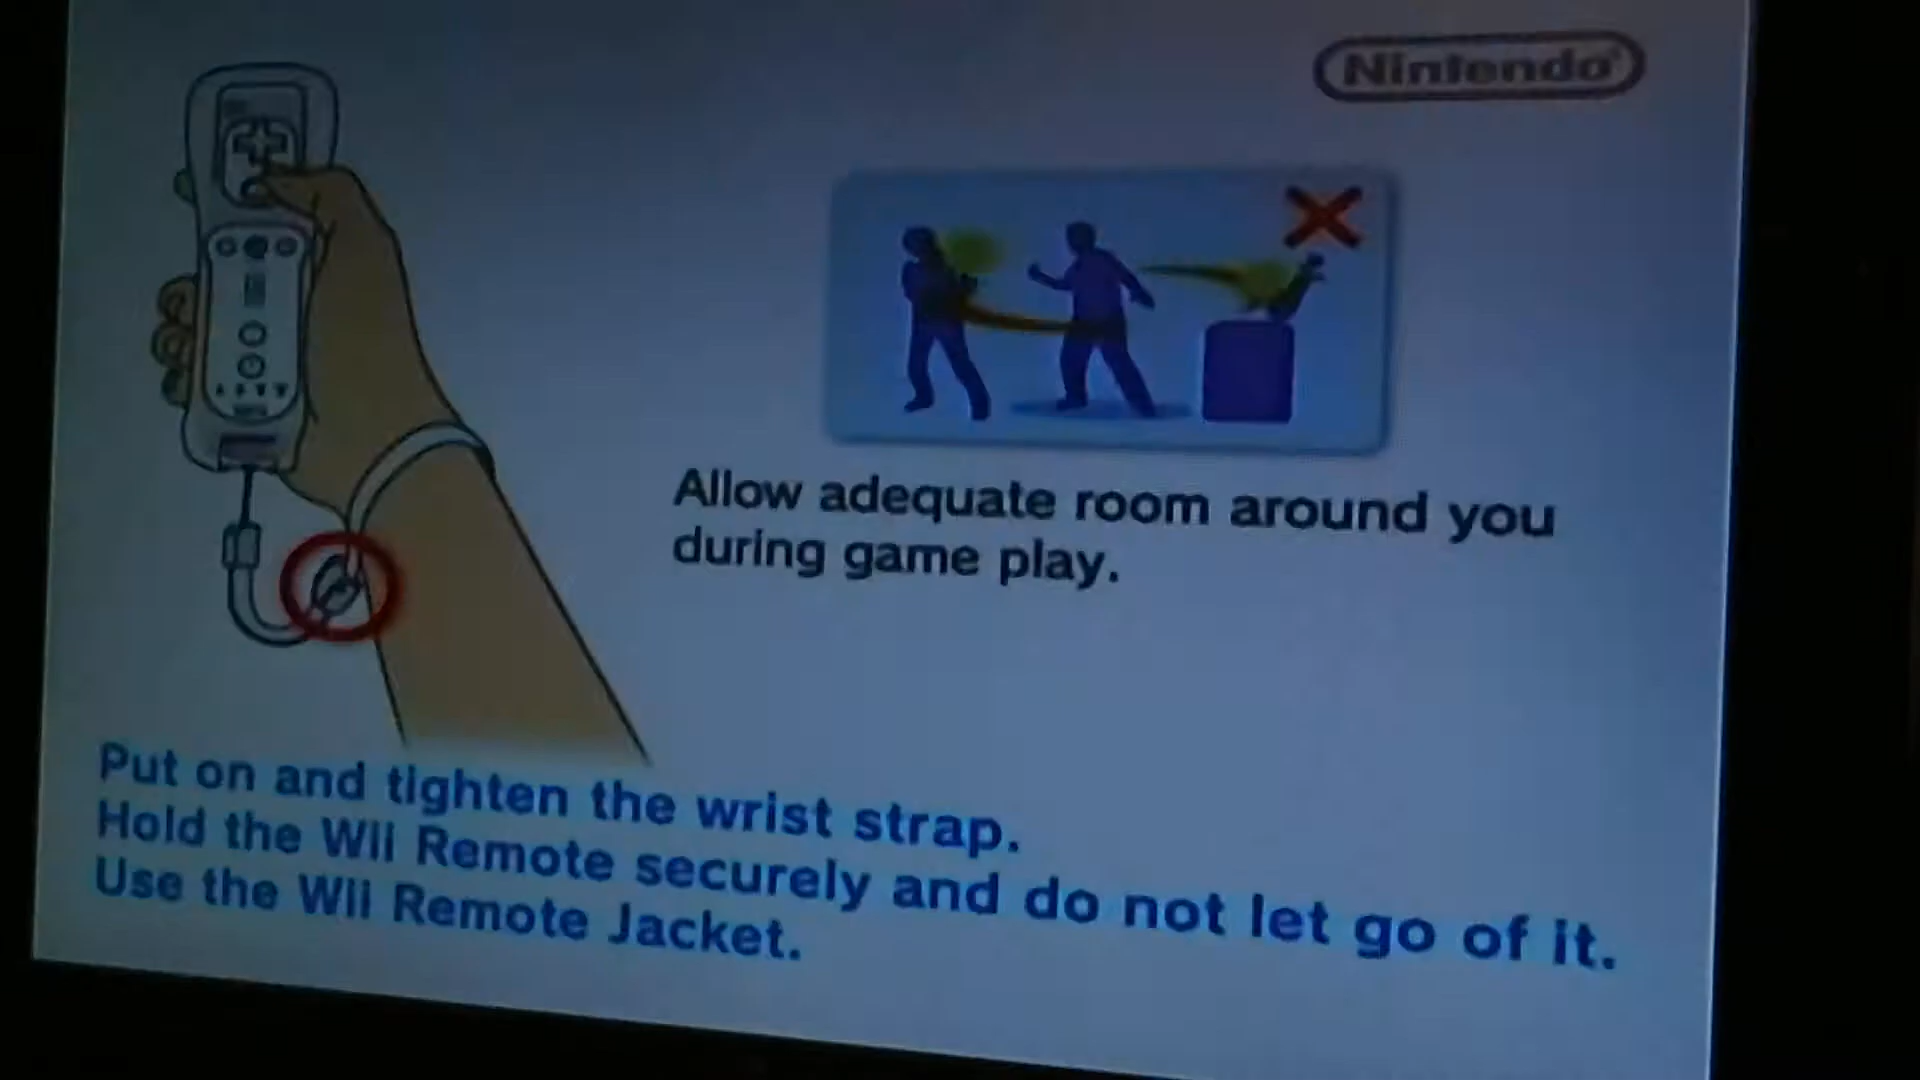 Nintendo
Allow adequate room around you
during game play.
Put on and tighten the wrist strap.
Hold the Wii Remote securely and do not let go of it.
Use the Wii Remote Jacket.